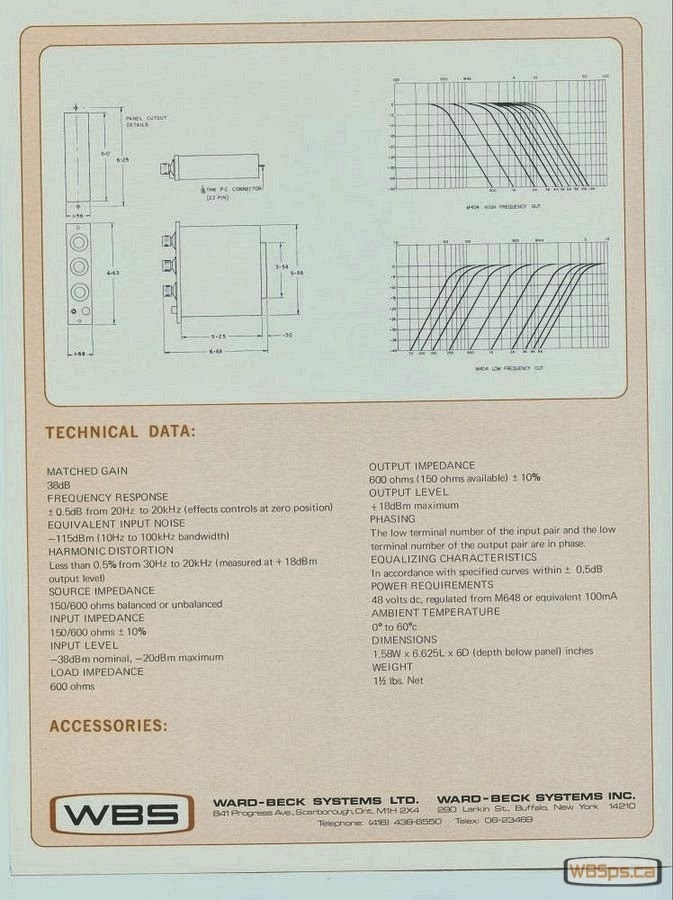 PANEL CUTOUT
DETAILS
6·0
6·25
1·58
THK P.C CONNECTOR
(22 PIN)
6·63
1·58
3·58
5·88
5·25
·30
6·68
M404 HIGH FREQUENCY CUT
M404 LOW FREQUENCY CUT
TECHNICAL DATA:
MATCHED GAIN
38dB
FREQUENCY RESPONSE
± 0.5dB from 20Hz to 20kHz (effects controls at zero position)
EQUIVALENT INPUT NOISE
–115dBm (10Hz to 100kHz bandwidth)
HARMONIC DISTORTION
Less than 0.5% from 30Hz to 20kHz (measured at + 18dBm
output level)
SOURCE IMPEDANCE
150/600 ohms balanced or unbalanced
INPUT IMPEDANCE
150/600 ohms ± 10%
INPUT LEVEL
–38dBm nominal, –20dBm maximum
LOAD IMPEDANCE
600 ohms
OUTPUT IMPEDANCE
600 ohms (150 ohms available) ± 10%
OUTPUT LEVEL
+ 18dBm maximum
PHASING
The low terminal number of the input pair and the low
terminal number of the output pair are in phase.
EQUALIZING CHARACTERISTICS
In accordance with specified curves within ± 0.5dB
POWER REQUIREMENTS
48 volts dc, regulated from M648 or equivalent 100mA
AMBIENT TEMPERATURE
0° to 60°c
DIMENSIONS
1.58W x 6.625L x 6D (depth below panel) inches
WEIGHT
1½ lbs. Net
ACCESSORIES:
WBS
WARD-BECK SYSTEMS LTD.
841 Progress Ave., Scarborough, Ont. M1H 2X4
WARD-BECK SYSTEMS INC.
290 Larkin St., Buffalo, New York 14210
Telephone: (416) 438-6550 Telex: 06-23469
WBSps.ca